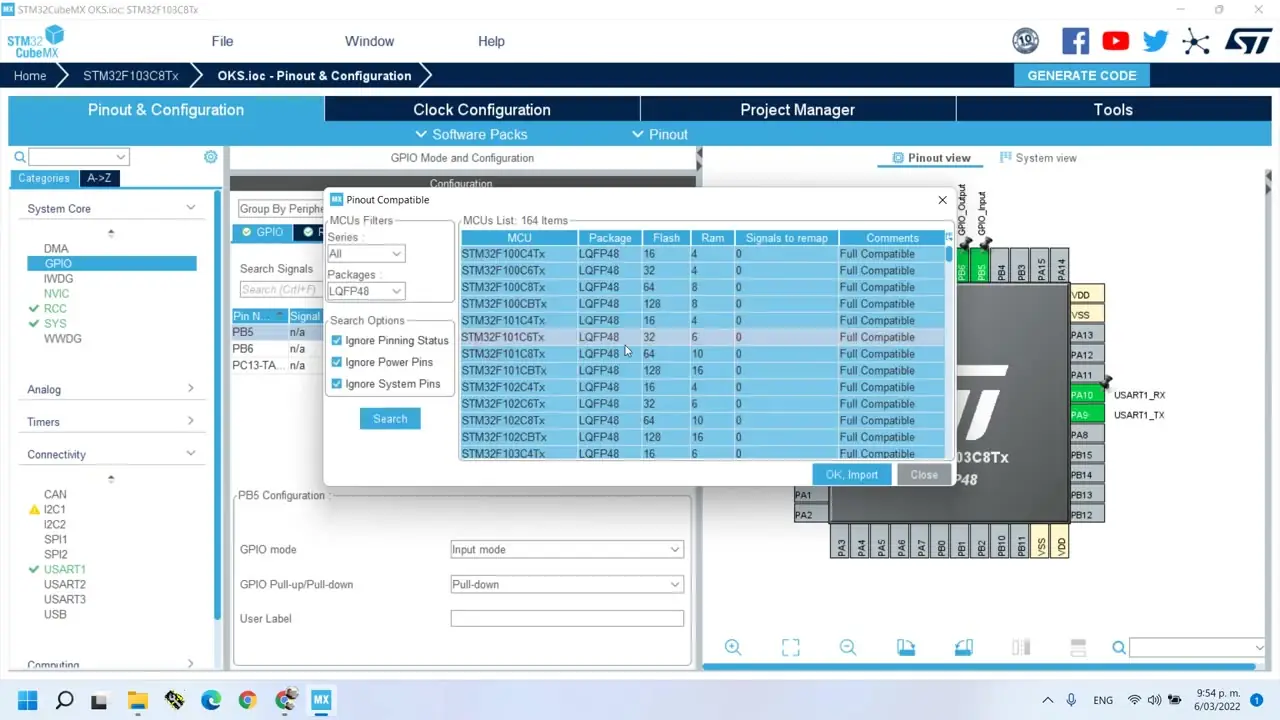 STM32CubeMX OKS.ioc: STM32F103C8Tx
STM32
CubeMX
File
Window
Help
10
Home
STM32F103C8Tx
OKS.ioc - Pinout & Configuration
GENERATE CODE
Pinout & Configuration
Clock Configuration
Project Manager
Tools
Software Packs
Pinout
GPIO Mode and Configuration
Pinout view
System view
Categories
A->Z
Configuration
System Core
DMA
GPIO
IWDG
NVIC
RCC
SYS
WWDG
Analog
Timers
Connectivity
CAN
I2C1
I2C2
SPI1
SPI2
USART1
USART2
USART3
USB
Computing
Group By Periphe
GPIO
Search Signals
Search (Crtl+F)
Pin N... Signal
PB5 n/a
PB6 n/a
PC13-TA... n/a
PB5 Configuration :
GPIO mode
Input mode
GPIO Pull-up/Pull-down
Pull-down
User Label
MX Pinout Compatible
MCUs Filters
Series :
All
Packages :
LQFP48
Search Options
Ignore Pinning Status
Ignore Power Pins
Ignore System Pins
Search
MCUs List: 164 Items
MCU Package Flash Ram Signals to remap Comments
STM32F100C4Tx LQFP48 16 4 0 Full Compatible
STM32F100C6Tx LQFP48 32 4 0 Full Compatible
STM32F100C8Tx LQFP48 64 8 0 Full Compatible
STM32F100CBTx LQFP48 128 8 0 Full Compatible
STM32F101C4Tx LQFP48 16 4 0 Full Compatible
STM32F101C6Tx LQFP48 32 6 0 Full Compatible
STM32F101C8Tx LQFP48 64 10 0 Full Compatible
STM32F101CBTx LQFP48 128 16 0 Full Compatible
STM32F102C4Tx LQFP48 16 4 0 Full Compatible
STM32F102C6Tx LQFP48 32 6 0 Full Compatible
STM32F102C8Tx LQFP48 64 10 0 Full Compatible
STM32F102CBTx LQFP48 128 16 0 Full Compatible
STM32F103C4Tx LQFP48 16 6 0 Full Compatible
OK, Import
Close
GPIO_Output
GPIO_Input
PB6
PB5
PB4
PB3
PA15
PA14
VDD
VSS
PA13
PA12
PA11
PA10 USART1_RX
PA9 USART1_TX
PA8
PB15
PB14
PB13
PB12
03C8Tx
P48
PA1
PA2
PA3
PA4
PA5
PA6
PA7
PB0
PB1
PB2
PB10
PB11
VSS
VDD
MX
ENG
9:54 p. m.
6/03/2022
1